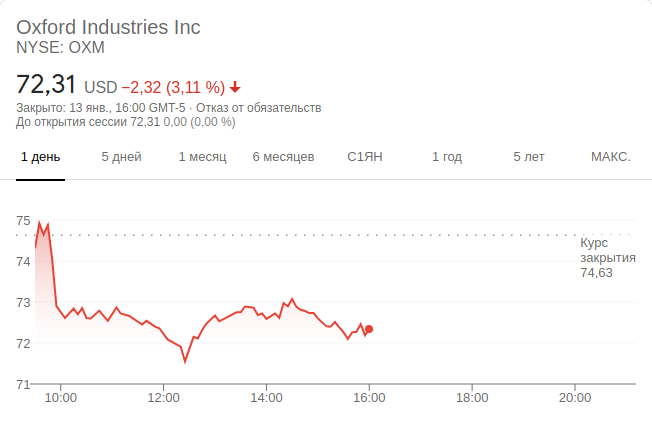 Oxford Industries Inc
NYSE: OXM
72,31 USD −2,32 (3,11 %)
Закрыто: 13 янв., 16:00 GMT-5 · Отказ от обязательств
До открытия сессии 72,31 0,00 (0,00 %)
1 день 5 дней 1 месяц 6 месяцев С1ЯН 1 год 5 лет МАКС.
75
Курс
закрытия
74,63
74
73
72
71
10:00 12:00 14:00 16:00 18:00 20:00